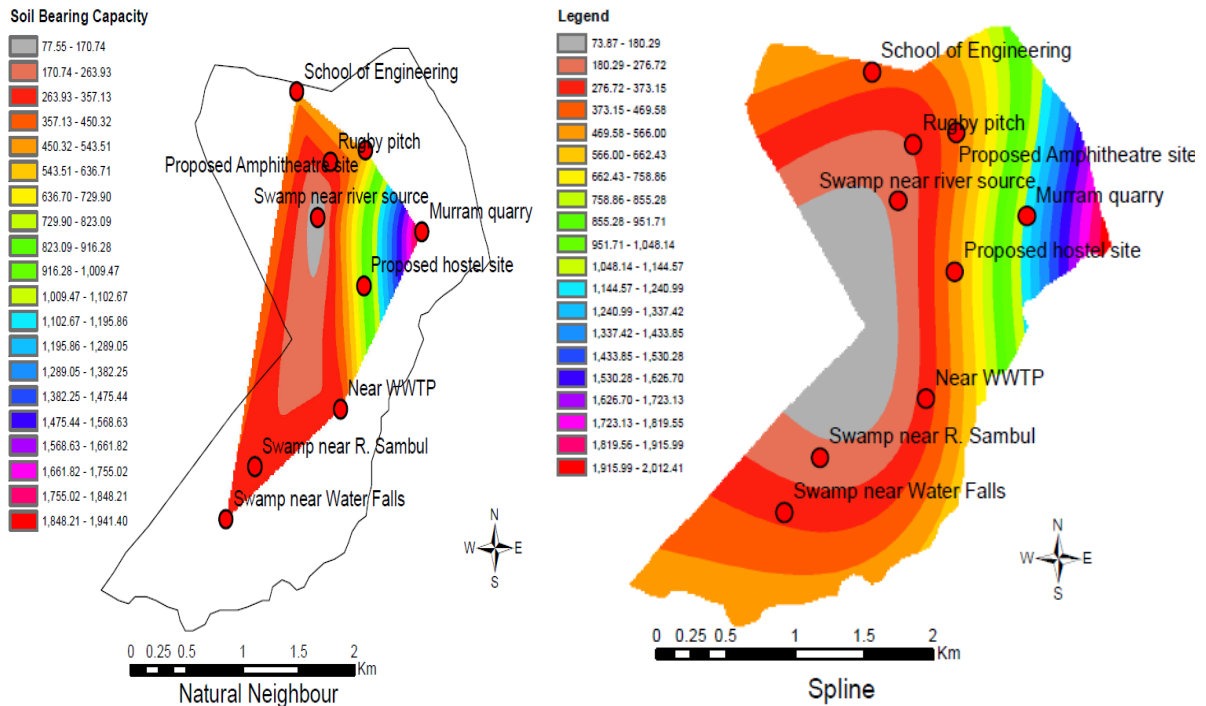 Soil Bearing Capacity
77.55 - 170.74
170.74 - 263.93
263.93 - 357.13
357.13 - 450.32
450.32 - 543.51
543.51 - 636.71
636.70 - 729.90
729.90 - 823.09
823.09 - 916.28
916.28 - 1,009.47
1,009.47 - 1,102.67
1,102.67 - 1,195.86
1,195.86 - 1,289.05
1,289.05 - 1,382.25
1,382.25 - 1,475.44
1,475.44 - 1,568.63
1,568.63 - 1,661.82
1,661.82 - 1,755.02
1,755.02 - 1,848.21
1,848.21 - 1,941.40
School of Engineering
Rugby pitch
Proposed Amphitheatre site
Swamp near river source
Murram quarry
Proposed hostel site
Near WWTP
Swamp near R. Sambul
Swamp near Water Falls
N
W E
S
0 0.25 0.5 1 1.5 2
Km
Natural Neighbour
Legend
73.87 - 180.29
180.29 - 276.72
276.72 - 373.15
373.15 - 469.58
469.58 - 566.00
566.00 - 662.43
662.43 - 758.86
758.86 - 855.28
855.28 - 951.71
951.71 - 1,048.14
1,048.14 - 1,144.57
1,144.57 - 1,240.99
1,240.99 - 1,337.42
1,337.42 - 1,433.85
1,433.85 - 1,530.28
1,530.28 - 1,626.70
1,626.70 - 1,723.13
1,723.13 - 1,819.55
1,819.56 - 1,915.99
1,915.99 - 2,012.41
School of Engineering
Rugby pitch
Proposed Amphitheatre site
Swamp near river source
Murram quarry
Proposed hostel site
Near WWTP
Swamp near R. Sambul
Swamp near Water Falls
N
W E
S
0 0.25 0.5 1 1.5 2
Km
Spline